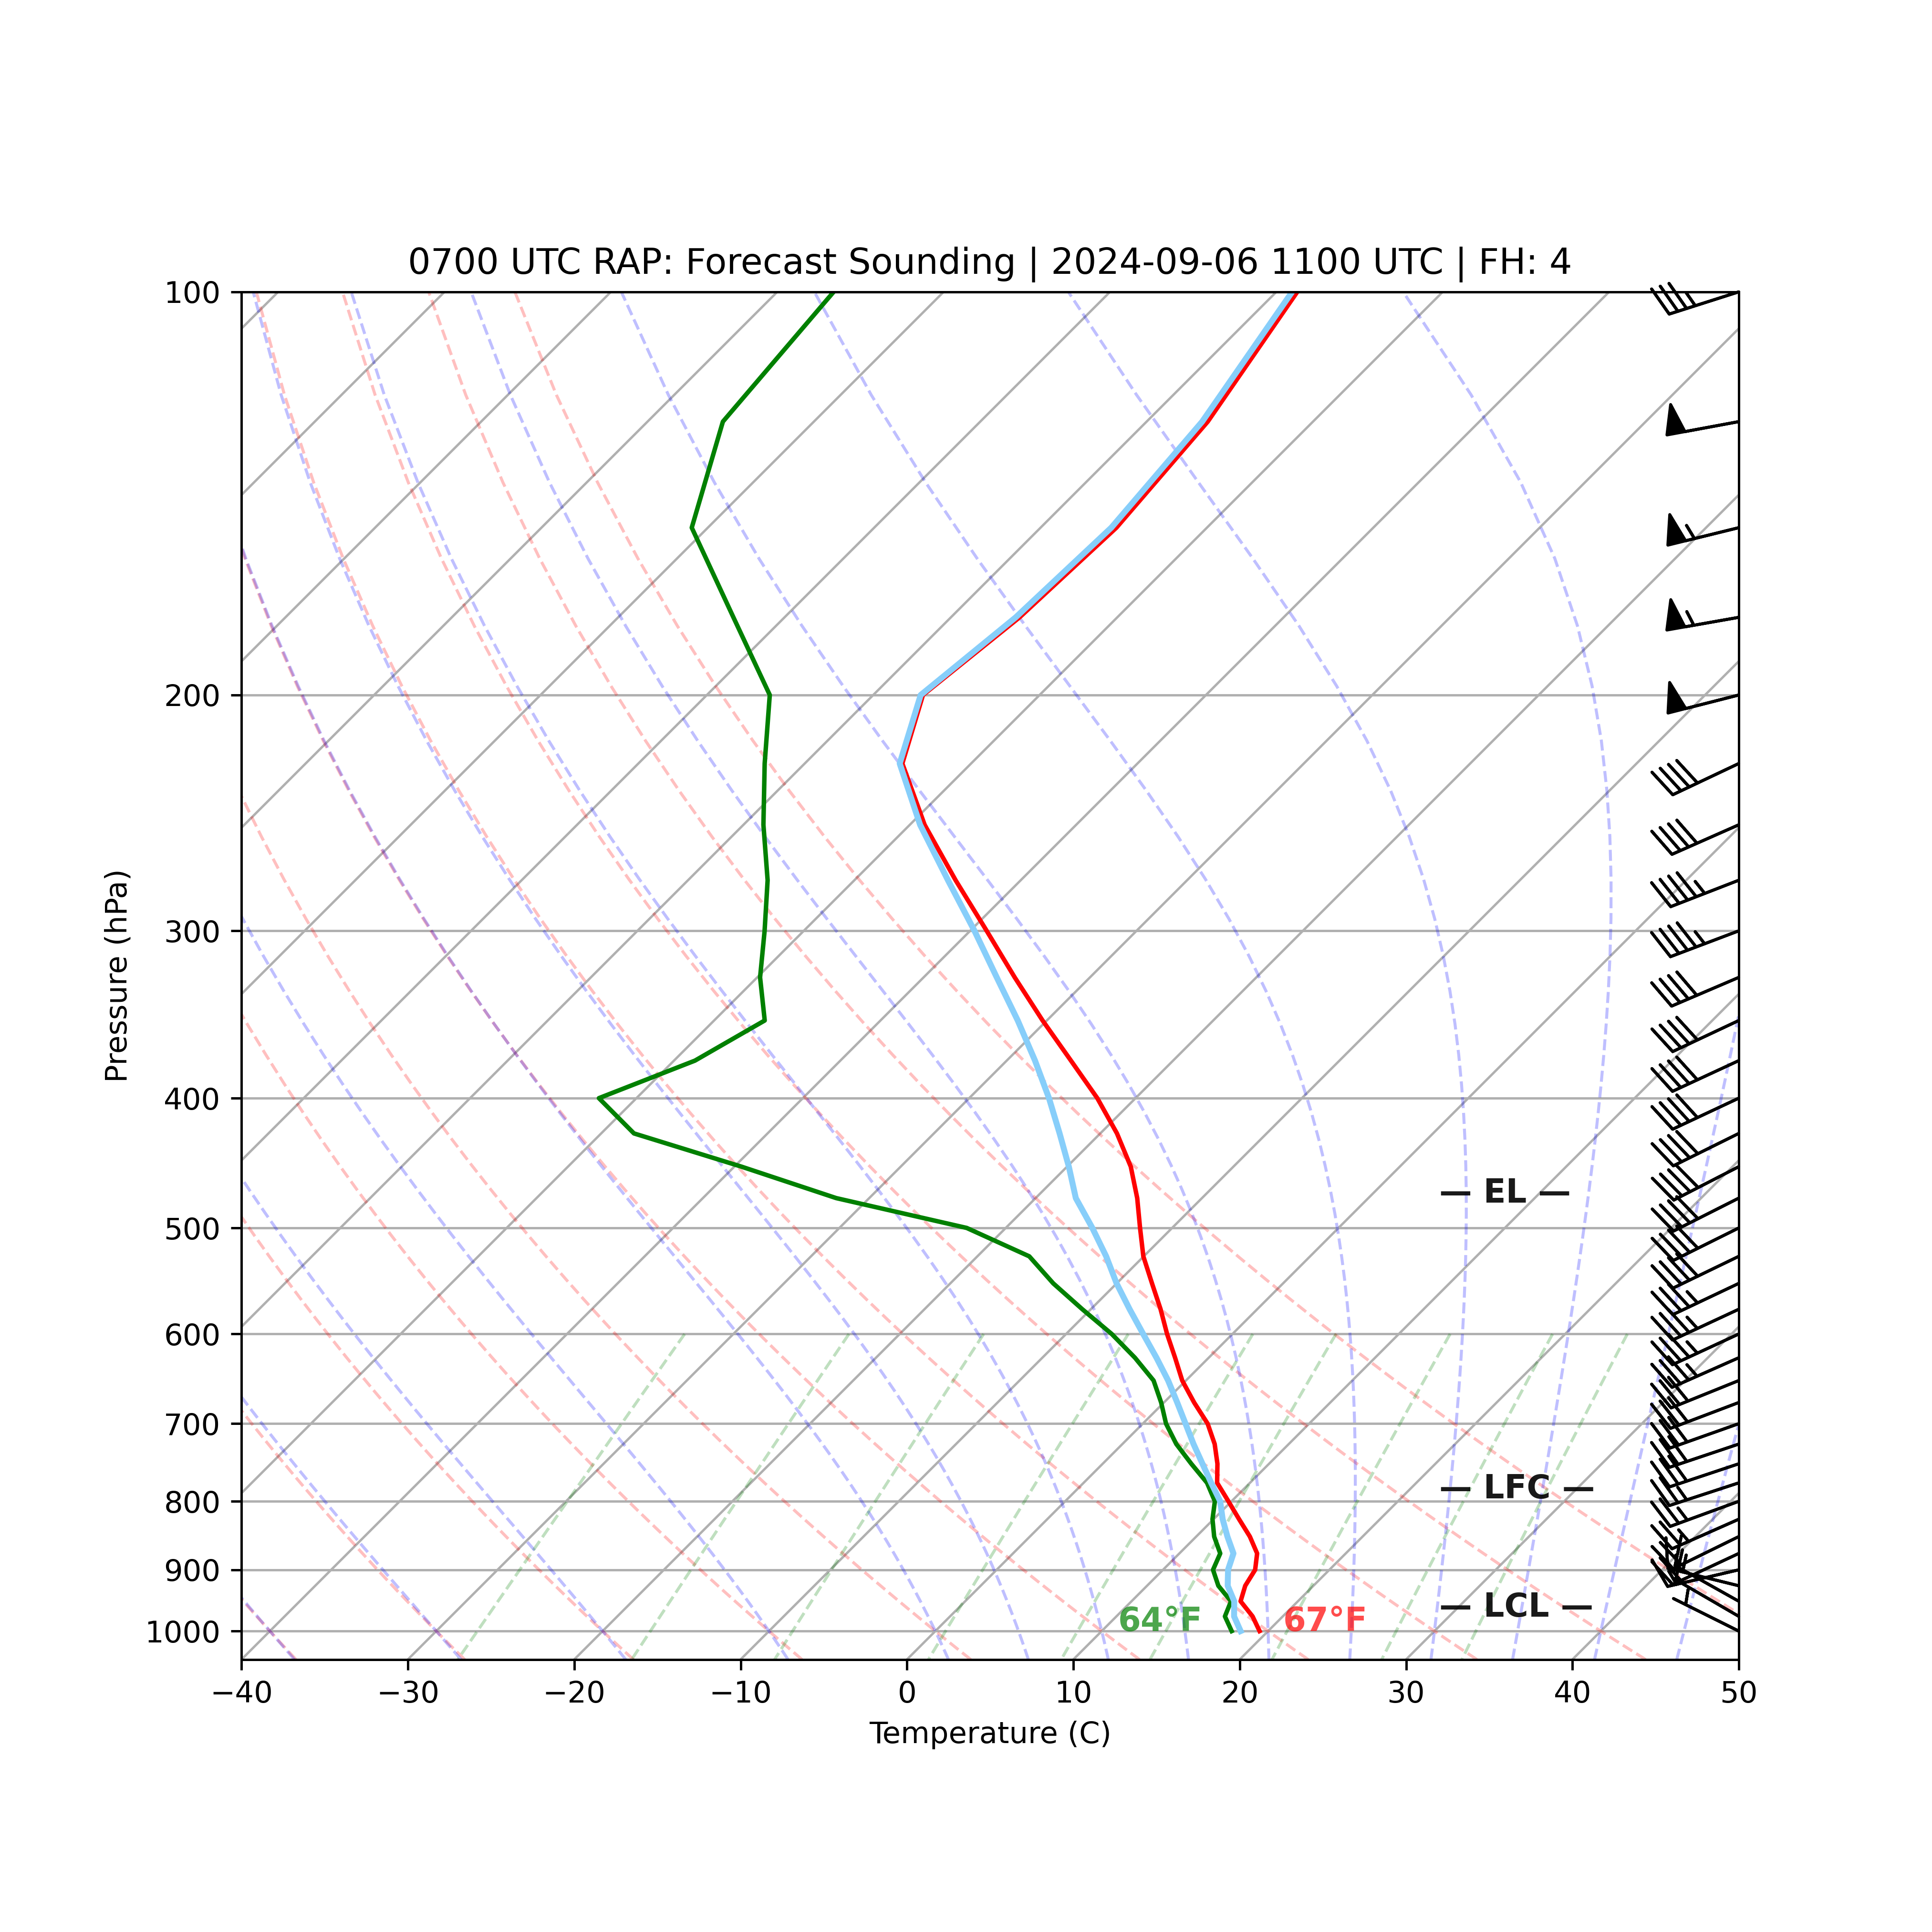 0700 UTC RAP: Forecast Sounding | 2024-09-06 1100 UTC | FH: 4
100
200
300
400
500
600
700
800
900
1000
Pressure (hPa)
— EL —
— LFC —
— LCL —
64°F 67°F
−40 −30 −20 −10 0 10 20 30 40 50
Temperature (C)